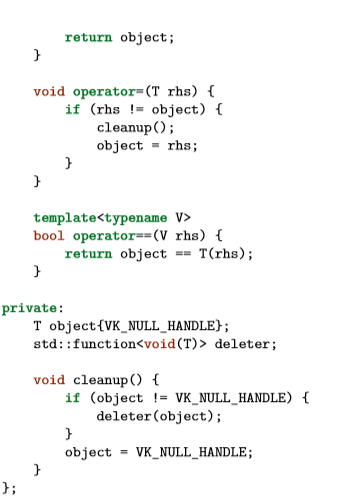 return object;
    }

    void operator=(T rhs) {
        if (rhs != object) {
            cleanup();
            object = rhs;
        }
    }

    template<typename V>
    bool operator==(V rhs) {
        return object == T(rhs);
    }

private:
    T object{VK_NULL_HANDLE};
    std::function<void(T)> deleter;

    void cleanup() {
        if (object != VK_NULL_HANDLE) {
            deleter(object);
        }
        object = VK_NULL_HANDLE;
    }
};